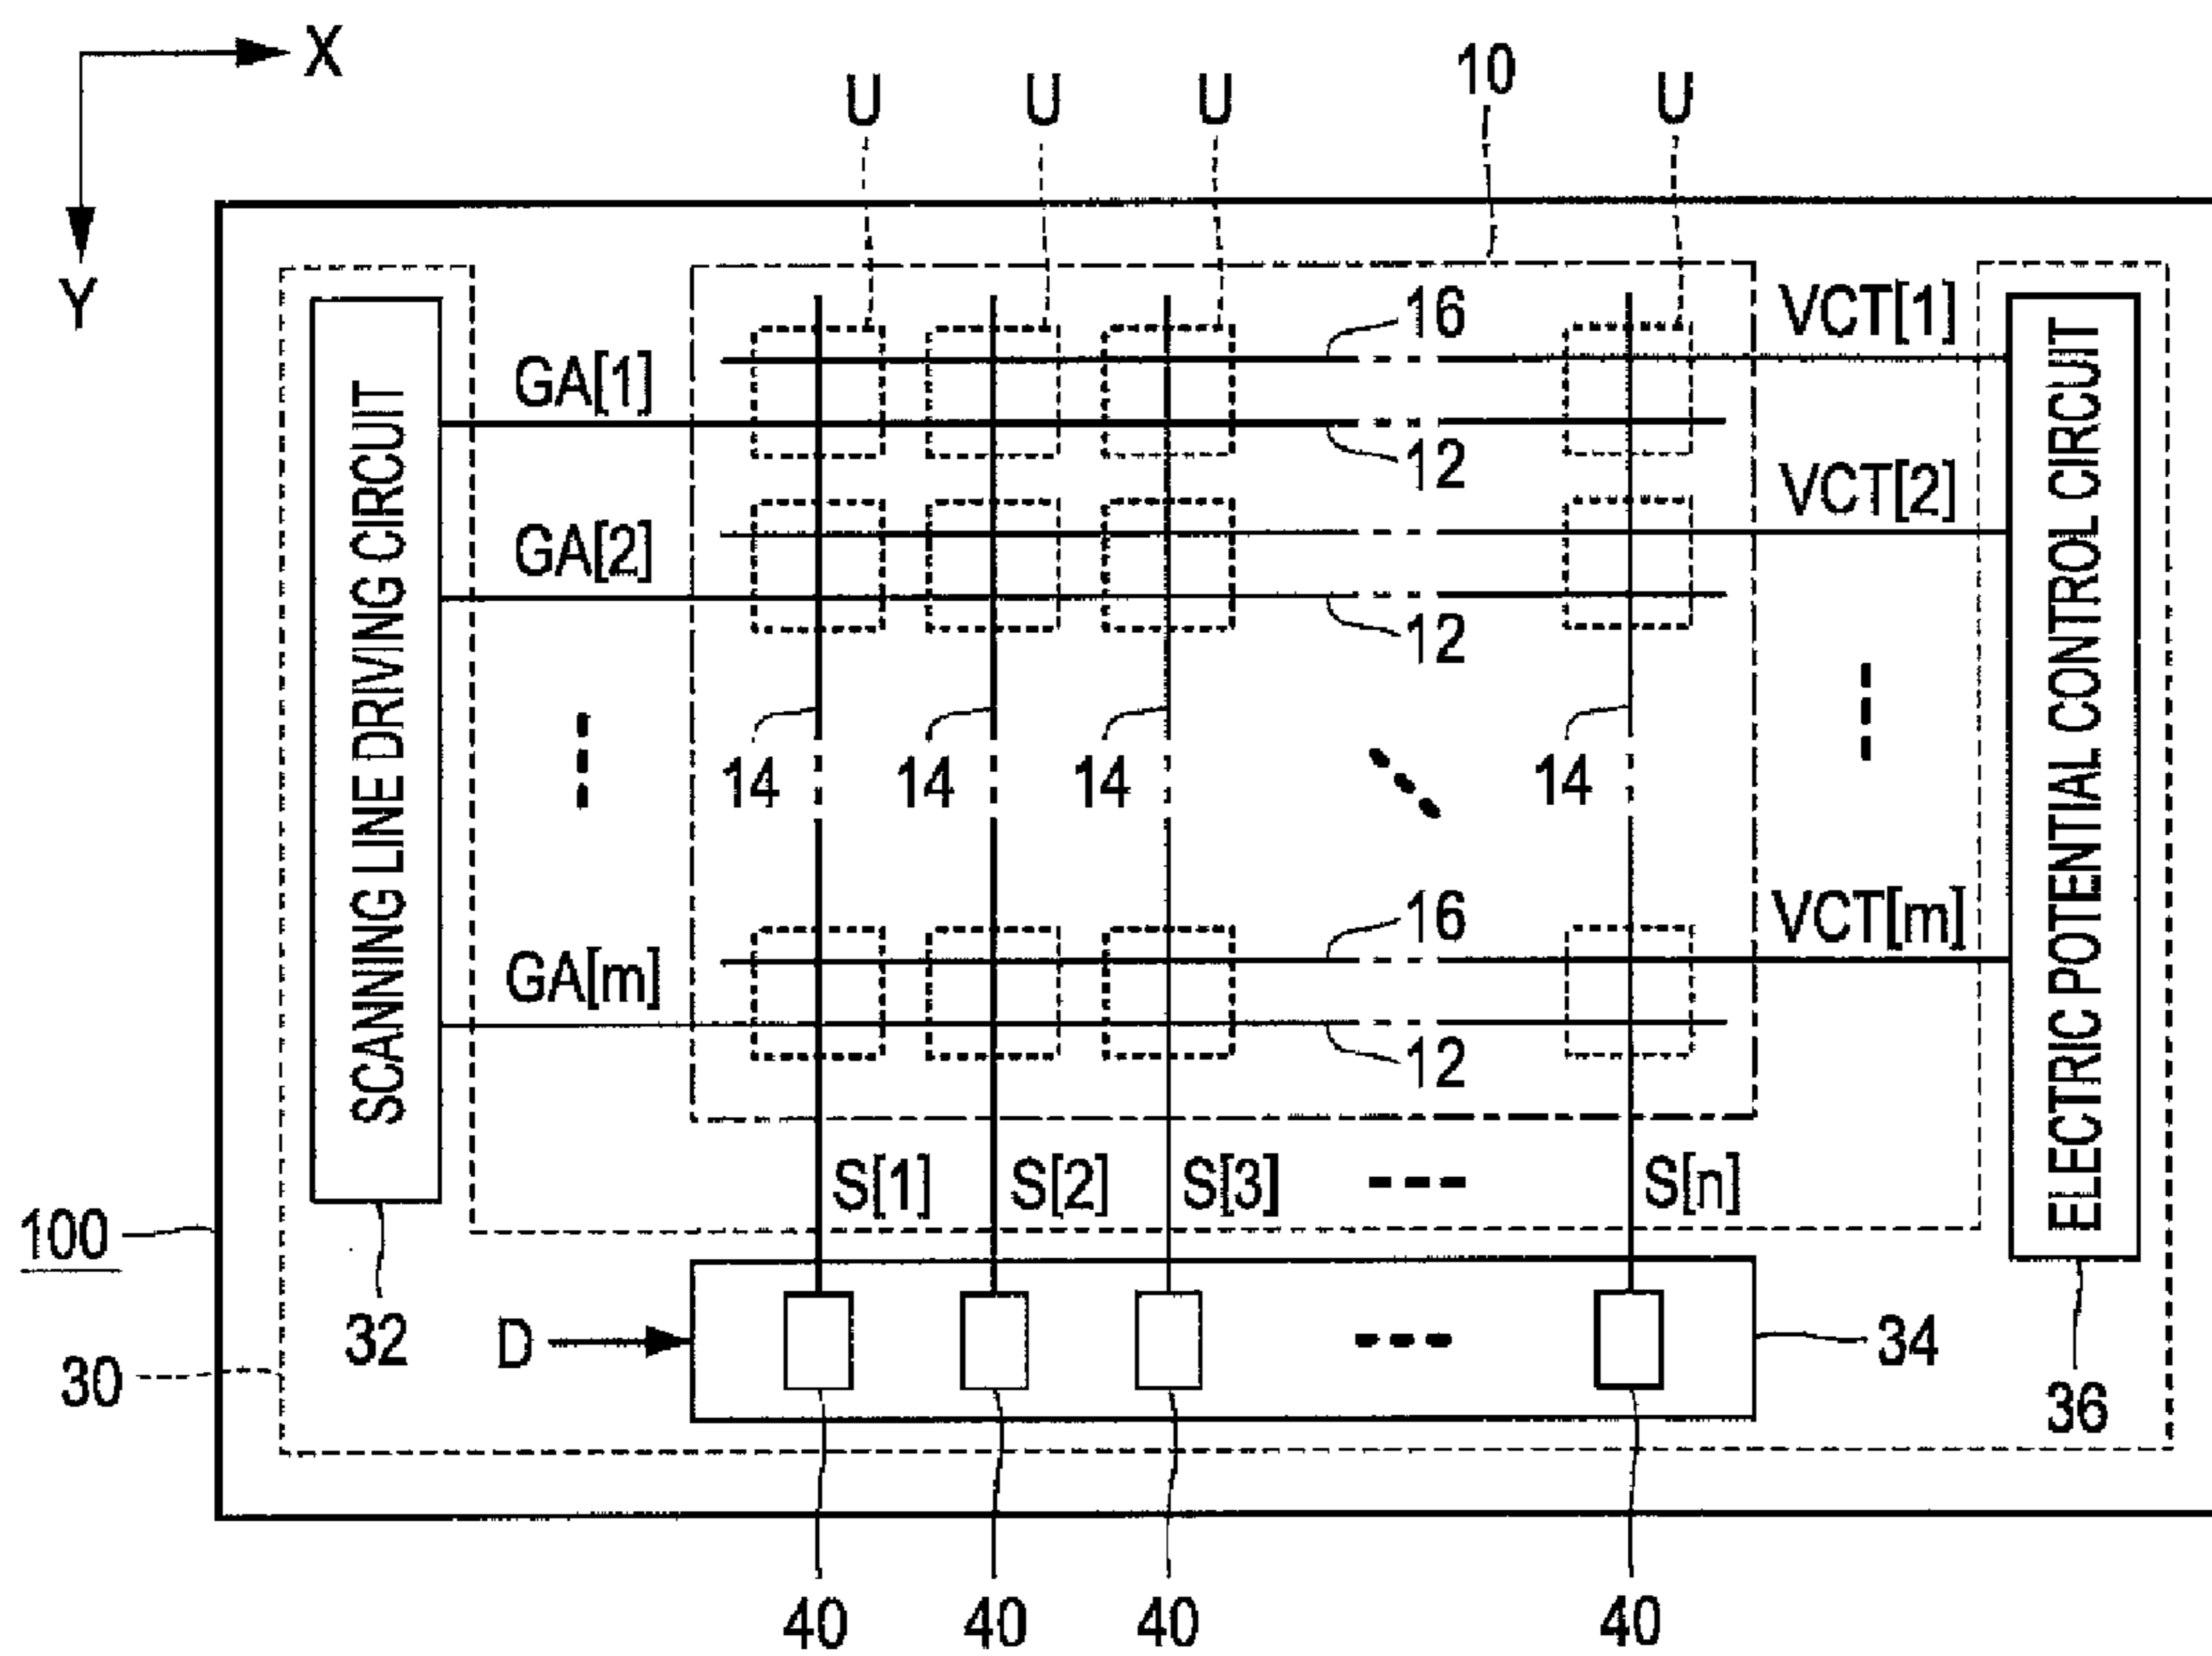 X
Y
U U U 10 U
16 VCT[1]
GA[1]
12 VCT[2]
GA[2]
12
14 14 14 14
SCANNING LINE DRIVING CIRCUIT
ELECTRIC POTENTIAL CONTROL CIRCUIT
16 VCT[m]
GA[m]
12
S[1] S[2] S[3] S[n]
100
32 D 34
30 36
40 40 40 40